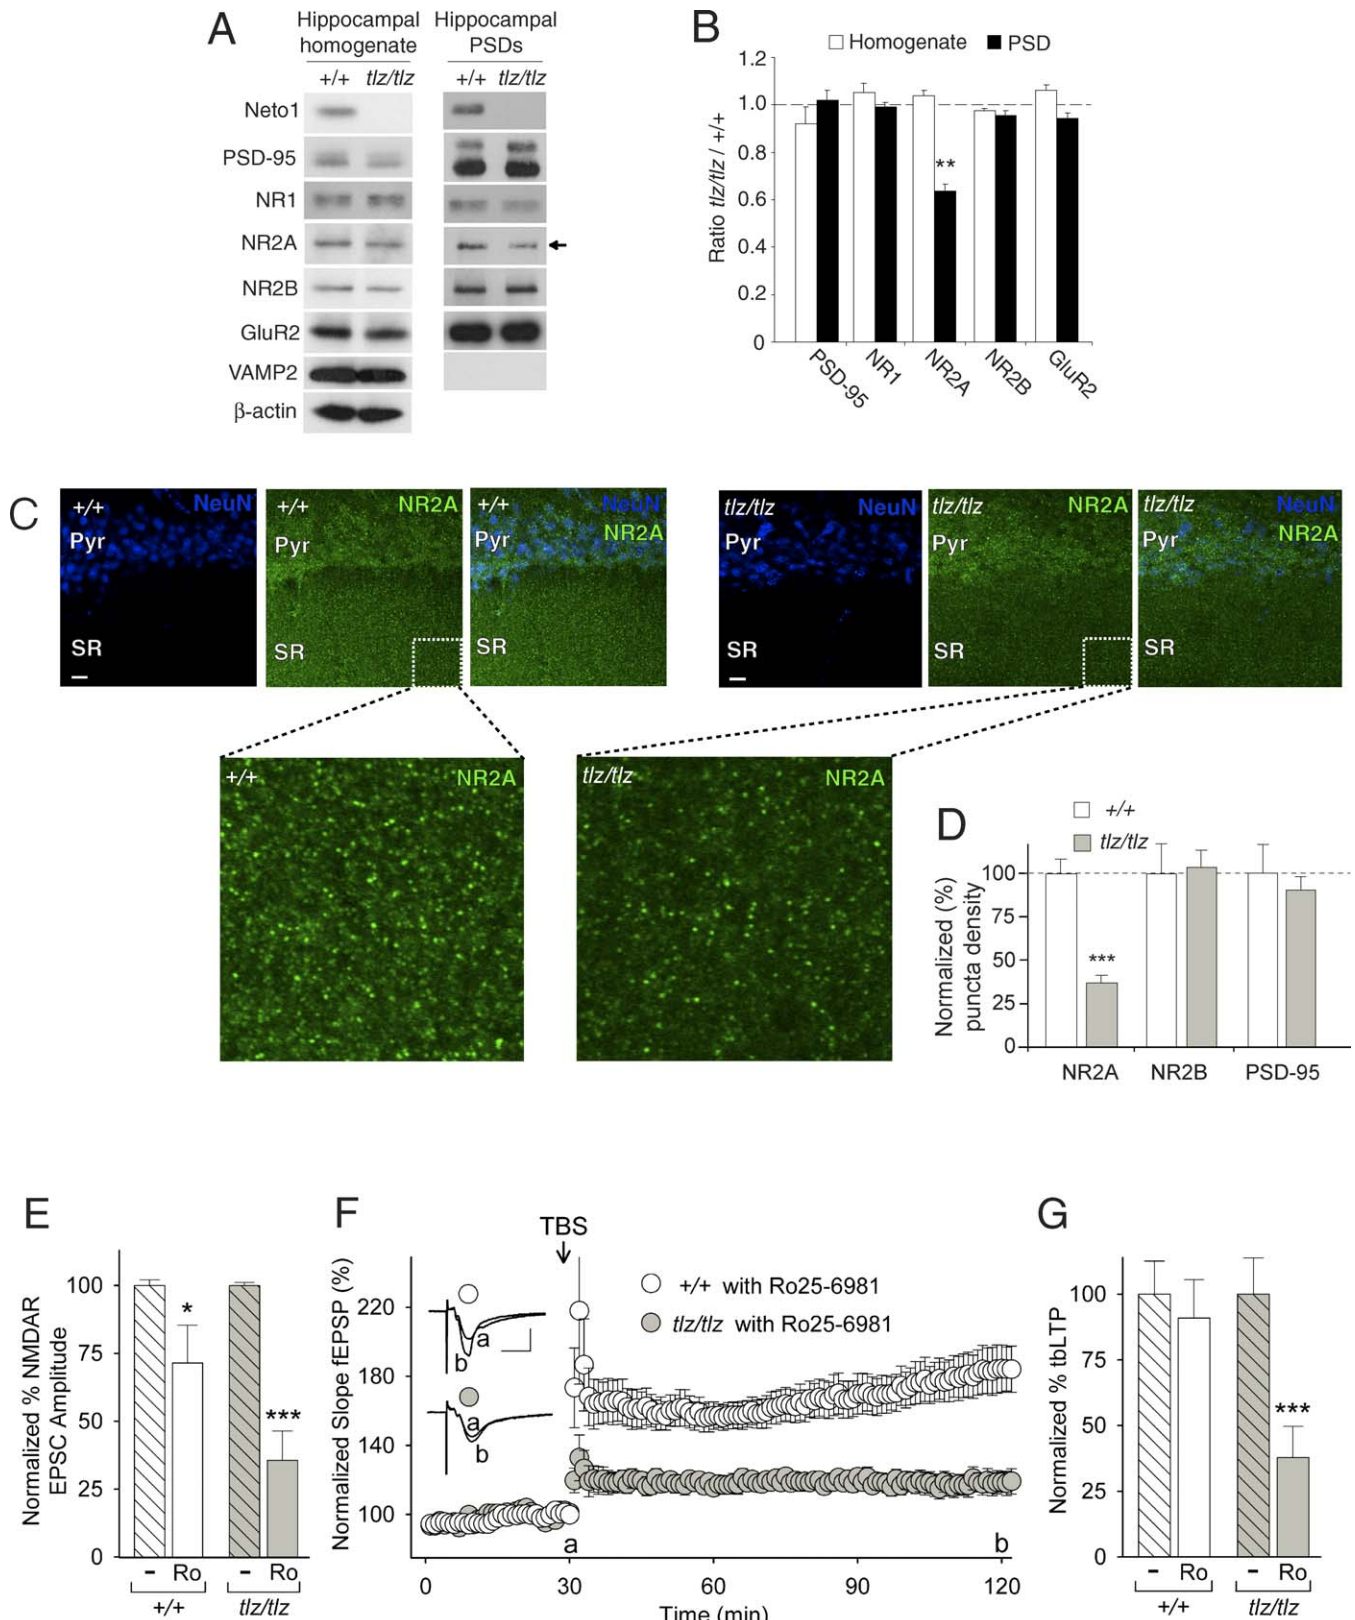 A
Hippocampal
homogenate
Hippocampal
PSDs
+/+ tlz/tlz
+/+ tlz/tlz
Neto1
PSD-95
NR1
NR2A
NR2B
GluR2
VAMP2
β-actin
B
Homogenate PSD
Ratio tlz/tlz / +/+
1.2
1.0
0.8
0.6
0.4
0.2
0
**
PSD-95
NR1
NR2A
NR2B
GluR2
C
+/+ NeuN
Pyr
SR
+/+ NR2A
Pyr
SR
+/+ NeuN
Pyr NR2A
SR
tlz/tlz NeuN
Pyr
SR
tlz/tlz NR2A
Pyr
SR
tlz/tlz NeuN
Pyr NR2A
SR
+/+ NR2A
tlz/tlz NR2A
D
+/+
tlz/tlz
Normalized (%)
puncta density
100
75
50
25
0
***
NR2A NR2B PSD-95
E
Normalized % NMDAR
EPSC Amplitude
100
75
50
25
0
*
***
- Ro - Ro
+/+ tlz/tlz
F
TBS
Normalized Slope fEPSP (%)
220
180
140
100
+/+ with Ro25-6981
tlz/tlz with Ro25-6981
a
b
a
b
a
b
0 30 60 90 120
Time (min)
G
Normalized % tbLTP
100
75
50
25
0
***
- Ro - Ro
+/+ tlz/tlz